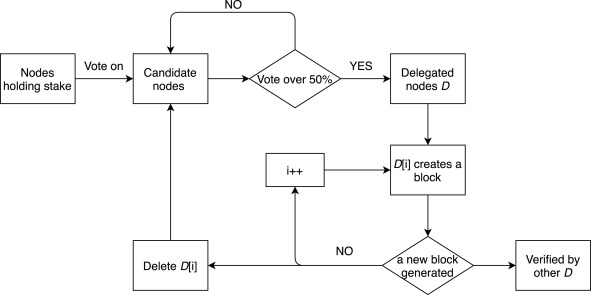 NO
Nodes
holding stake
Vote on
Candidate
nodes
Vote over 50%
YES
Delegated
nodes D
i++
D[i] creates a
block
Delete D[i]
NO
a new block
generated
Verified by
other D